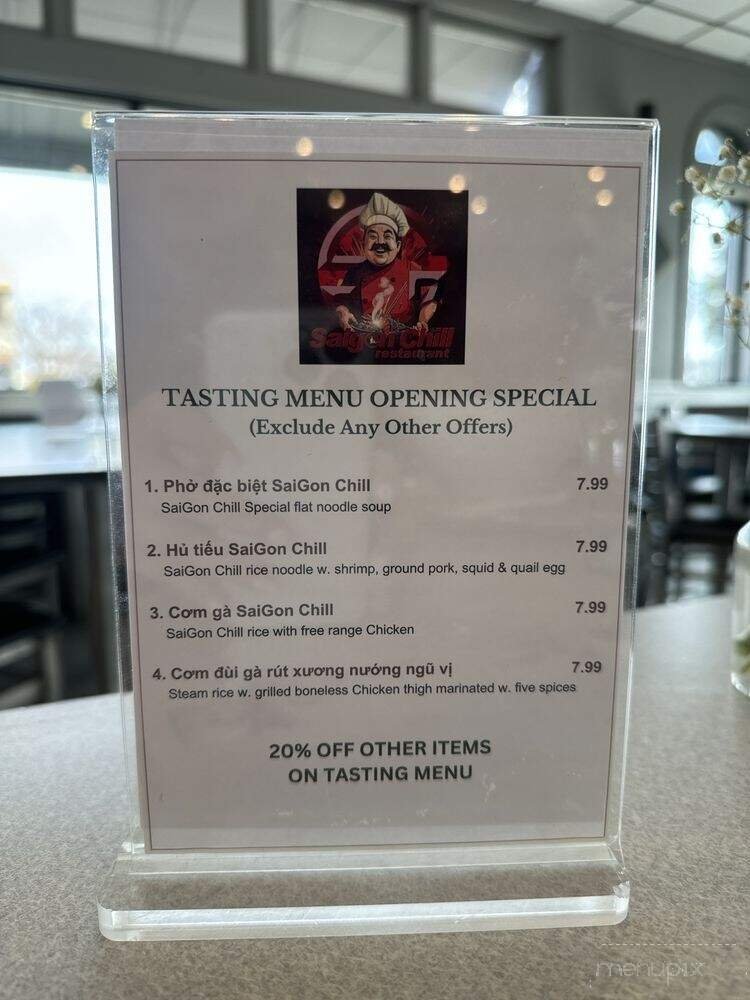 SaigonChill
restaurant
TASTING MENU OPENING SPECIAL
(Exclude Any Other Offers)
1. Phở đặc biệt SaiGon Chill 7.99
SaiGon Chill Special flat noodle soup
2. Hủ tiếu SaiGon Chill 7.99
SaiGon Chill rice noodle w. shrimp, ground pork, squid & quail egg
3. Cơm gà SaiGon Chill 7.99
SaiGon Chill rice with free range Chicken
4. Cơm đùi gà rút xương nướng ngũ vị 7.99
Steam rice w. grilled boneless Chicken thigh marinated w. five spices
20% OFF OTHER ITEMS
ON TASTING MENU
menupix